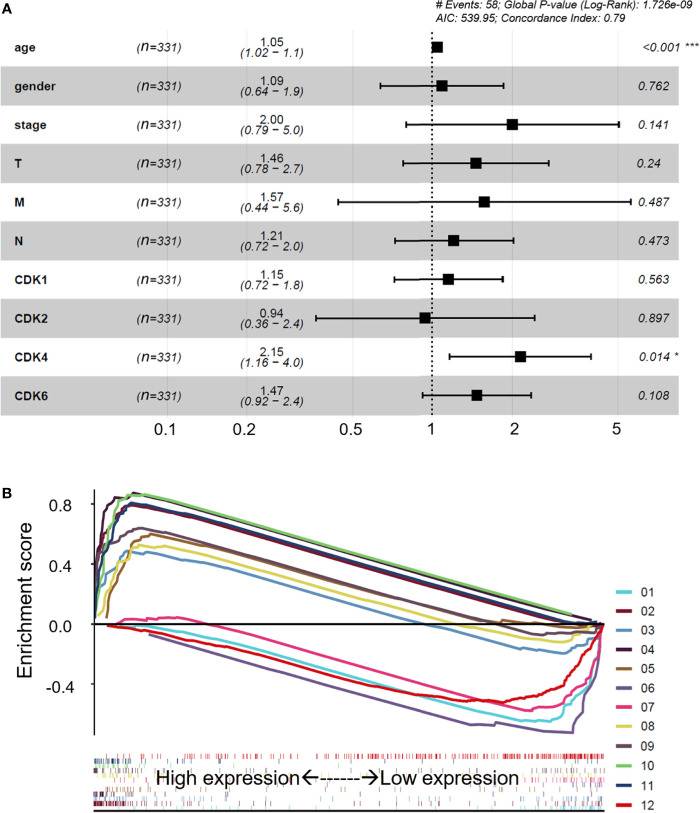 # Events: 58; Global P-value (Log-Rank): 1.726e-09
AIC: 539.95; Concordance Index: 0.79
A
age (n=331) 1.05 (1.02 − 1.1) <0.001 ***
gender (n=331) 1.09 (0.64 − 1.9) 0.762
stage (n=331) 2.00 (0.79 − 5.0) 0.141
T (n=331) 1.46 (0.78 − 2.7) 0.24
M (n=331) 1.57 (0.44 − 5.6) 0.487
N (n=331) 1.21 (0.72 − 2.0) 0.473
CDK1 (n=331) 1.15 (0.72 − 1.8) 0.563
CDK2 (n=331) 0.94 (0.36 − 2.4) 0.897
CDK4 (n=331) 2.15 (1.16 − 4.0) 0.014 *
CDK6 (n=331) 1.47 (0.92 − 2.4) 0.108
0.1 0.2 0.5 1 2 5
B
Enrichment score
0.8
0.4
0.0
-0.4
01
02
03
04
05
06
07
08
09
10
11
12
High expression←------→Low expression